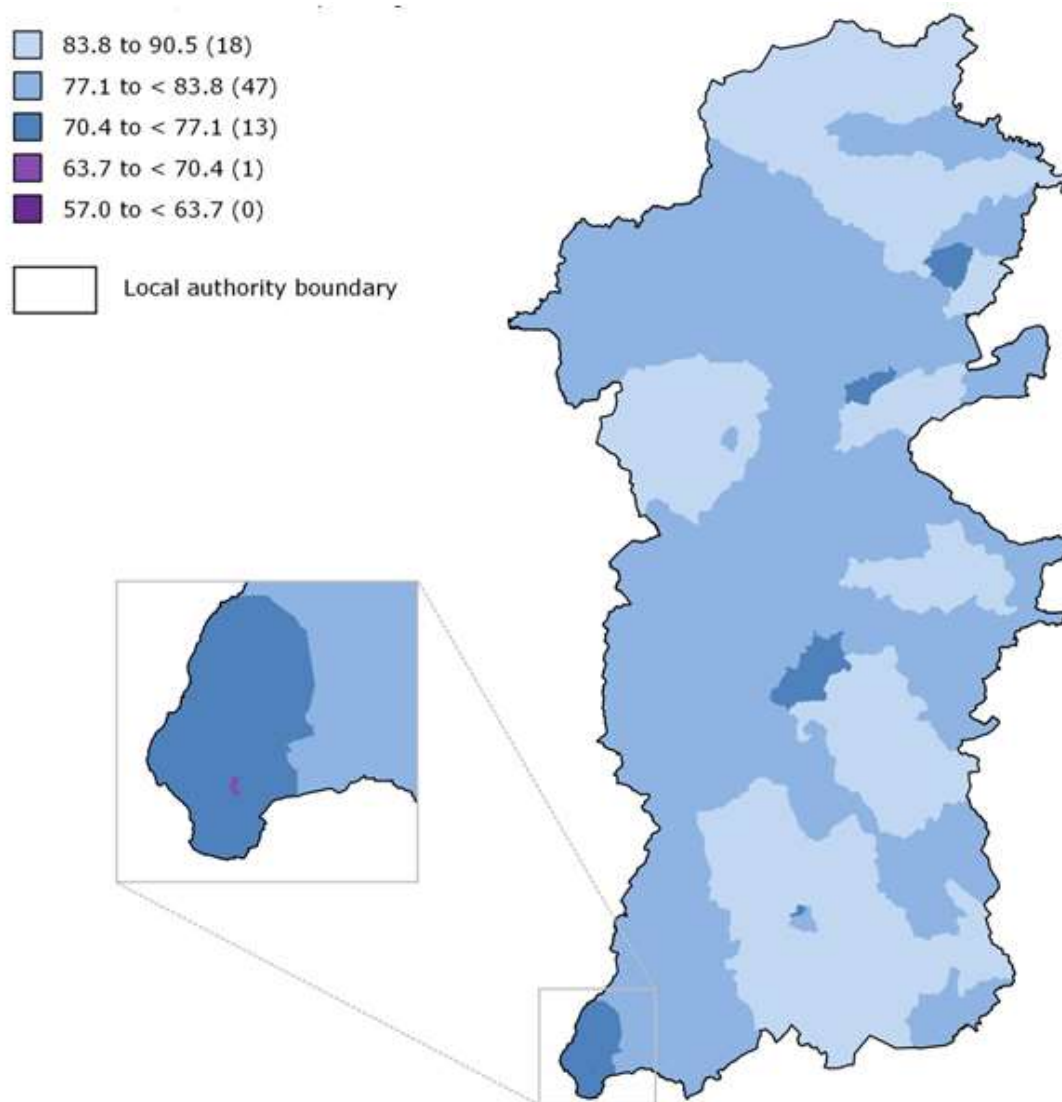 83.8 to 90.5 (18)
77.1 to < 83.8 (47)
70.4 to < 77.1 (13)
63.7 to < 70.4 (1)
57.0 to < 63.7 (0)
Local authority boundary